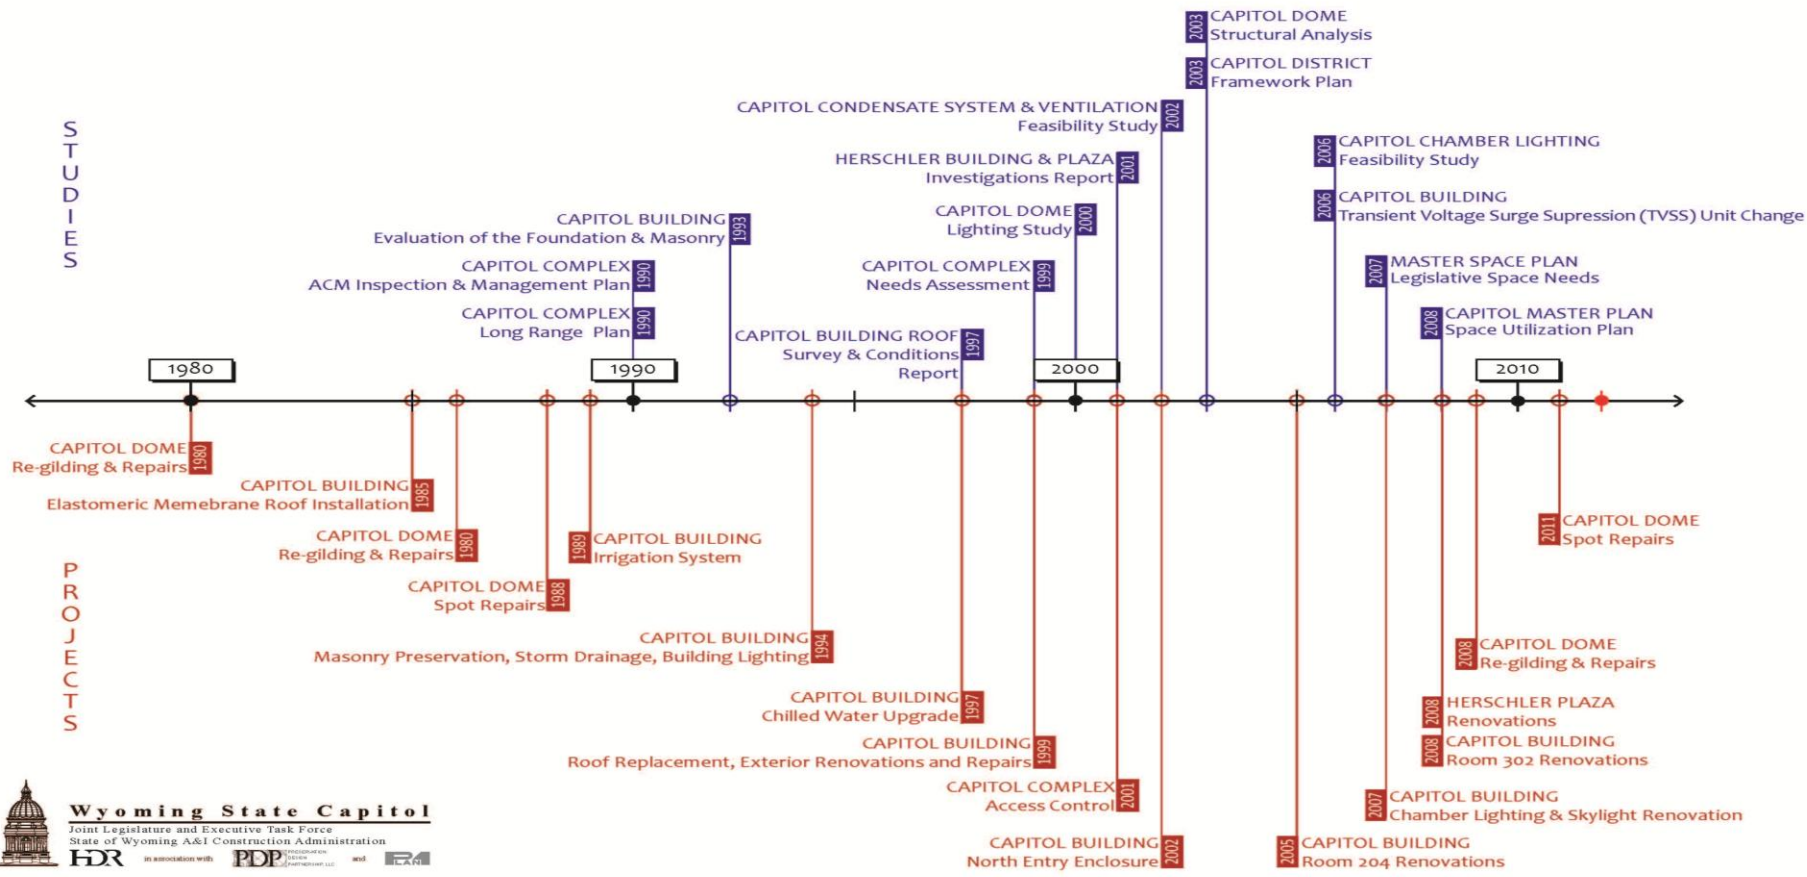 STUDIES
2003
CAPITOL DOME
Structural Analysis
2003
CAPITOL DISTRICT
Framework Plan
CAPITOL CONDENSATE SYSTEM & VENTILATION
Feasibility Study
2002
HERSCHLER BUILDING & PLAZA
Investigations Report
2001
CAPITOL DOME
Lighting Study
2000
CAPITOL COMPLEX
Needs Assessment
1999
CAPITOL BUILDING ROOF
Survey & Conditions
Report
1997
CAPITOL BUILDING
Evaluation of the Foundation & Masonry
1993
CAPITOL COMPLEX
ACM Inspection & Management Plan
1990
CAPITOL COMPLEX
Long Range Plan
1990
2006
CAPITOL CHAMBER LIGHTING
Feasibility Study
2006
CAPITOL BUILDING
Transient Voltage Surge Supression (TVSS) Unit Change
2007
MASTER SPACE PLAN
Legislative Space Needs
2008
CAPITOL MASTER PLAN
Space Utilization Plan
1980
1990
2000
2010
PROJECTS
CAPITOL DOME
Re-gilding & Repairs
1980
CAPITOL BUILDING
Elastomeric Memebrane Roof Installation
1985
CAPITOL DOME
Re-gilding & Repairs
1980
CAPITOL DOME
Spot Repairs
1988
1989
CAPITOL BUILDING
Irrigation System
CAPITOL BUILDING
Masonry Preservation, Storm Drainage, Building Lighting
1994
CAPITOL BUILDING
Chilled Water Upgrade
1997
CAPITOL BUILDING
Roof Replacement, Exterior Renovations and Repairs
1999
CAPITOL COMPLEX
Access Control
2001
CAPITOL BUILDING
North Entry Enclosure
2002
2005
CAPITOL BUILDING
Room 204 Renovations
2007
CAPITOL BUILDING
Chamber Lighting & Skylight Renovation
2008
CAPITOL BUILDING
Room 302 Renovations
2008
HERSCHLER PLAZA
Renovations
2008
CAPITOL DOME
Re-gilding & Repairs
2011
CAPITOL DOME
Spot Repairs
Wyoming State Capitol
Joint Legislature and Executive Task Force
State of Wyoming A&I Construction Administration
HDR in association with PDP and